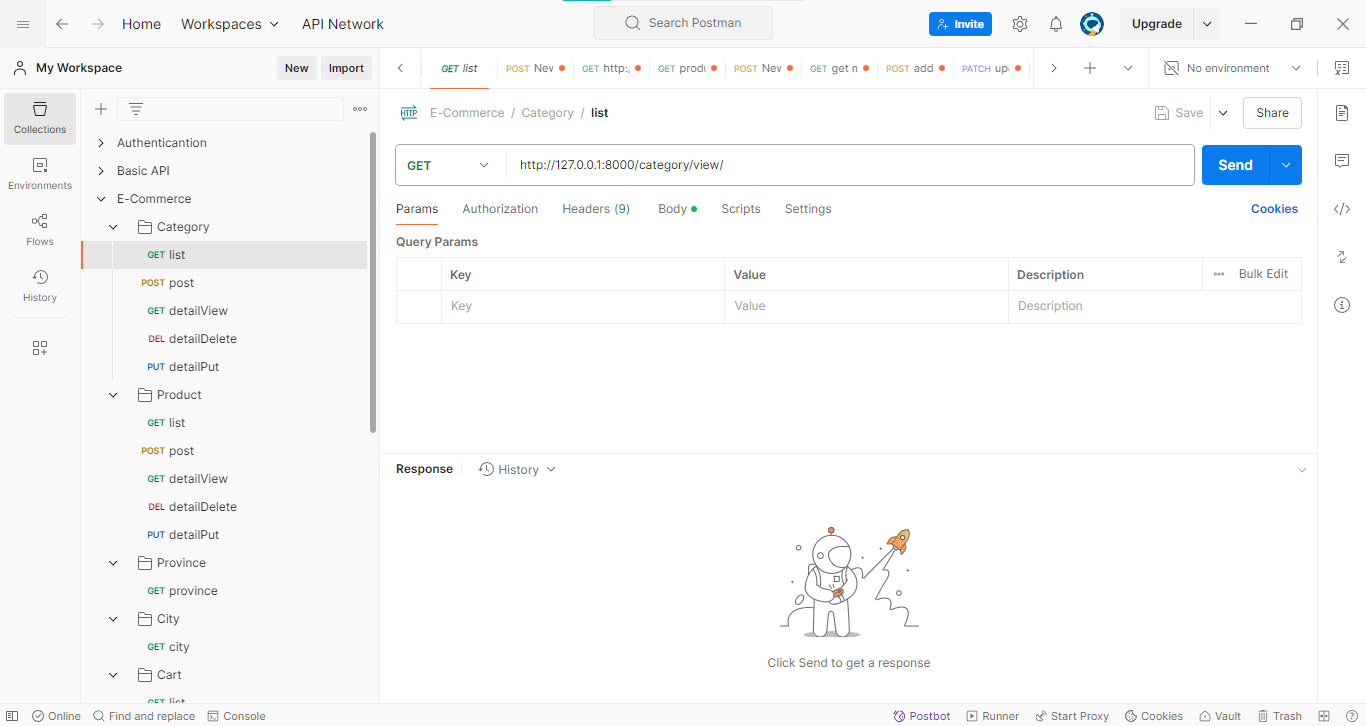 Home Workspaces API Network Search Postman Invite Upgrade
My Workspace New Import GET list POST New GET http:, GET produ POST New GET get n POST add PATCH up No environment
Collections
Environments
Flows
History
Authenticantion
Basic API
E-Commerce
Category
GET list
POST post
GET detailView
DEL detailDelete
PUT detailPut
Product
GET list
POST post
GET detailView
DEL detailDelete
PUT detailPut
Province
GET province
City
GET city
Cart
GET list
HTTP E-Commerce / Category / list Save Share
GET http://127.0.0.1:8000/category/view/ Send
Params Authorization Headers (9) Body Scripts Settings Cookies
Query Params
Key Value Description Bulk Edit
Key Value Description
Response History
Click Send to get a response
Online Find and replace Console Postbot Runner Start Proxy Cookies Vault Trash